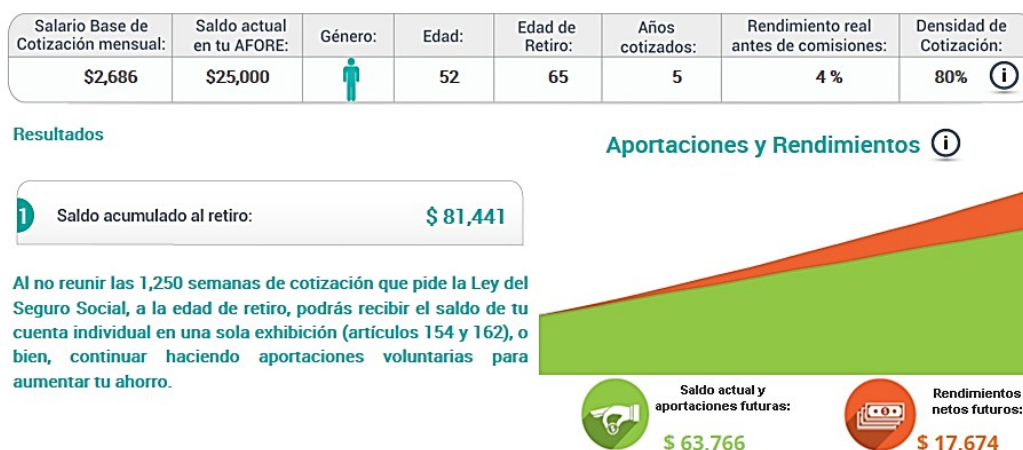 Salario Base de Cotización mensual:
Saldo actual en tu AFORE:
Género:
Edad:
Edad de Retiro:
Años cotizados:
Rendimiento real antes de comisiones:
Densidad de Cotización:
$2,686
$25,000
52
65
5
4 %
80%
i
Resultados
Aportaciones y Rendimientos
i
1
Saldo acumulado al retiro:
$ 81,441
Al no reunir las 1,250 semanas de cotización que pide la Ley del
Seguro Social, a la edad de retiro, podrás recibir el saldo de tu
cuenta individual en una sola exhibición (artículos 154 y 162), o
bien, continuar haciendo aportaciones voluntarias para
aumentar tu ahorro.
Saldo actual y
aportaciones futuras:
$ 63,766
Rendimientos
netos futuros:
$ 17,674